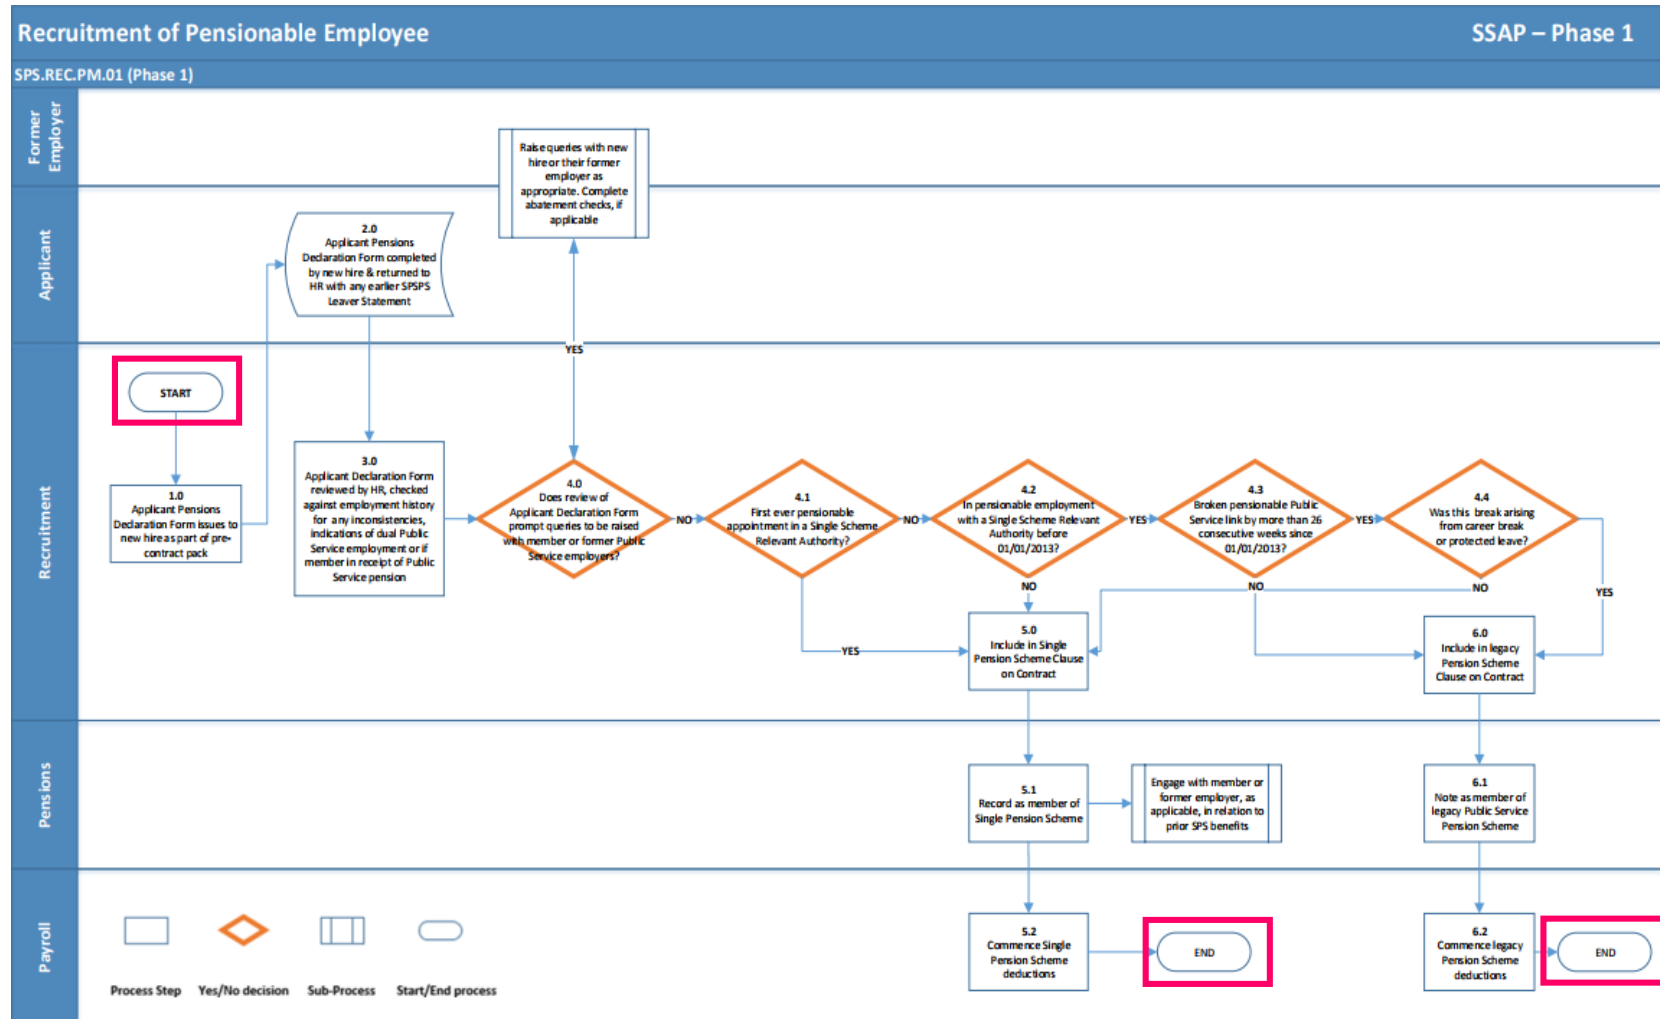 Recruitment of Pensionable Employee
SSAP – Phase 1
SPS.REC.PM.01 (Phase 1)
Former
Employer
Raise queries with new
hire or their former
employer as
appropriate. Complete
abatement checks, if
applicable
Applicant
2.0
Applicant Pensions
Declaration Form completed
by new hire & returned to
HR with any earlier SPSPS
Leaver Statement
YES
Recruitment
START
1.0
Applicant Pensions
Declaration Form issues to
new hire as part of pre-
contract pack
3.0
Applicant Declaration Form
reviewed by HR, checked
against employment history
for any inconsistencies,
indications of dual Public
Service employment or if
member in receipt of Public
Service pension
4.0
Does review of
Applicant Declaration Form
prompt queries to be raised
with member or former Public
Service employers?
NO
4.1
First ever pensionable
appointment in a Single Scheme
Relevant Authority?
NO
4.2
In pensionable employment
with a Single Scheme Relevant
Authority before
01/01/2013?
YES
4.3
Broken pensionable Public
Service link by more than 26
consecutive weeks since
01/01/2013?
YES
4.4
Was this break arising
from career break
or protected leave?
NO
NO
NO
YES
YES
5.0
Include in Single
Pension Scheme Clause
on Contract
6.0
Include in legacy
Pension Scheme
Clause on Contract
Pensions
5.1
Record as member of
Single Pension Scheme
Engage with member or
former employer, as
applicable, in relation to
prior SPS benefits
6.1
Note as member of
legacy Public Service
Pension Scheme
Payroll
5.2
Commence Single
Pension Scheme
deductions
END
6.2
Commence legacy
Pension Scheme
deductions
END
Process Step
Yes/No decision
Sub-Process
Start/End process